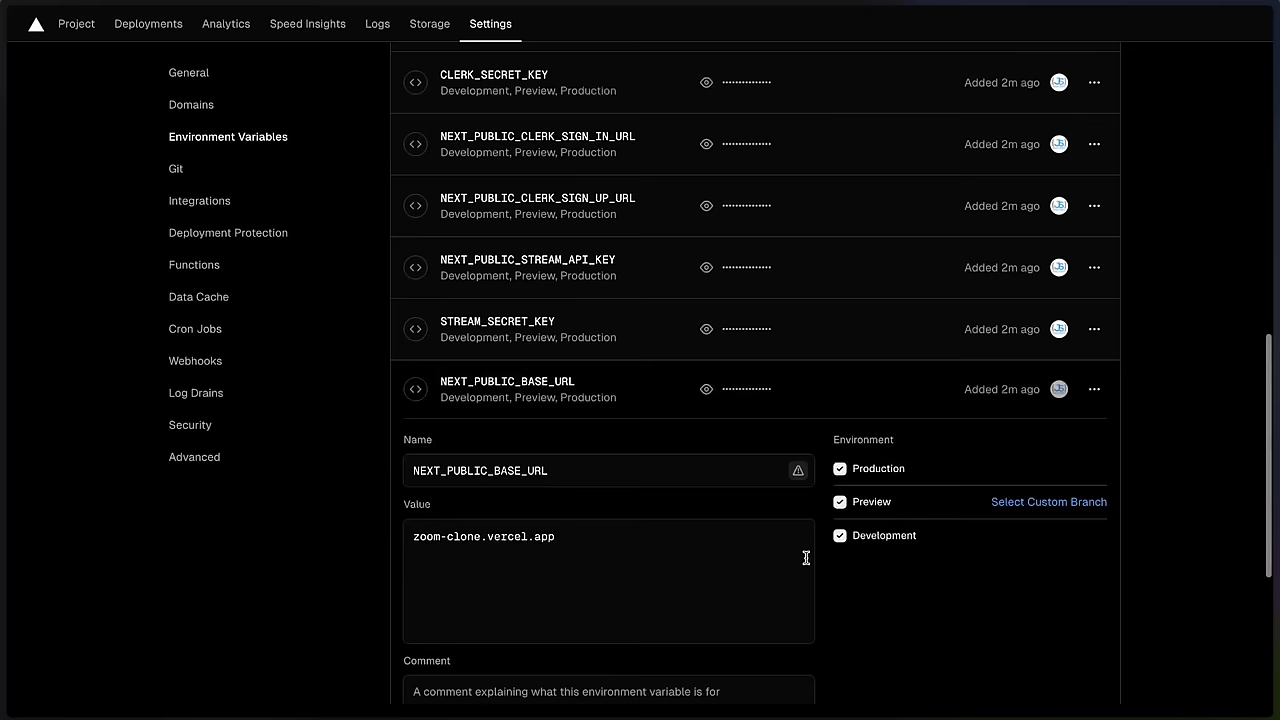 Project Deployments Analytics Speed Insights Logs Storage Settings
General
Domains
Environment Variables
Git
Integrations
Deployment Protection
Functions
Data Cache
Cron Jobs
Webhooks
Log Drains
Security
Advanced
CLERK_SECRET_KEY
Development, Preview, Production
Added 2m ago
NEXT_PUBLIC_CLERK_SIGN_IN_URL
Development, Preview, Production
Added 2m ago
NEXT_PUBLIC_CLERK_SIGN_UP_URL
Development, Preview, Production
Added 2m ago
NEXT_PUBLIC_STREAM_API_KEY
Development, Preview, Production
Added 2m ago
STREAM_SECRET_KEY
Development, Preview, Production
Added 2m ago
NEXT_PUBLIC_BASE_URL
Development, Preview, Production
Added 2m ago
Name
NEXT_PUBLIC_BASE_URL
Value
zoom-clone.vercel.app
Comment
A comment explaining what this environment variable is for
Environment
Production
Preview Select Custom Branch
Development